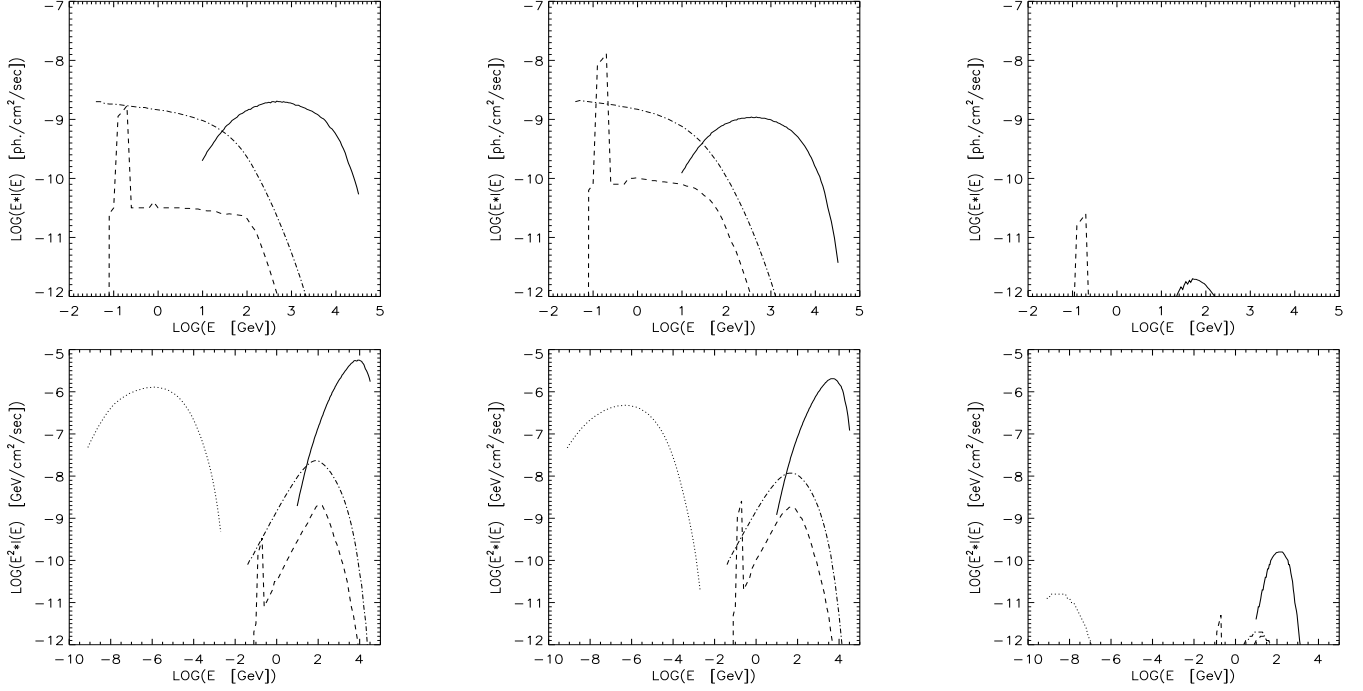 −7
−8
−9
−10
−11
−12
−2 −1 0 1 2 3 4 5
LOG(E [GeV])
LOG(E*I(E) [ph./cm²/sec])
−7
−8
−9
−10
−11
−12
−2 −1 0 1 2 3 4 5
LOG(E [GeV])
LOG(E*I(E) [ph./cm²/sec])
−7
−8
−9
−10
−11
−12
−2 −1 0 1 2 3 4 5
LOG(E [GeV])
LOG(E*I(E) [ph./cm²/sec])
−5
−6
−7
−8
−9
−10
−11
−12
−10 −8 −6 −4 −2 0 2 4
LOG(E [GeV])
LOG(E²*I(E) [GeV/cm²/sec])
−5
−6
−7
−8
−9
−10
−11
−12
−10 −8 −6 −4 −2 0 2 4
LOG(E [GeV])
LOG(E²*I(E) [GeV/cm²/sec])
−5
−6
−7
−8
−9
−10
−11
−12
−10 −8 −6 −4 −2 0 2 4
LOG(E [GeV])
LOG(E²*I(E) [GeV/cm²/sec])